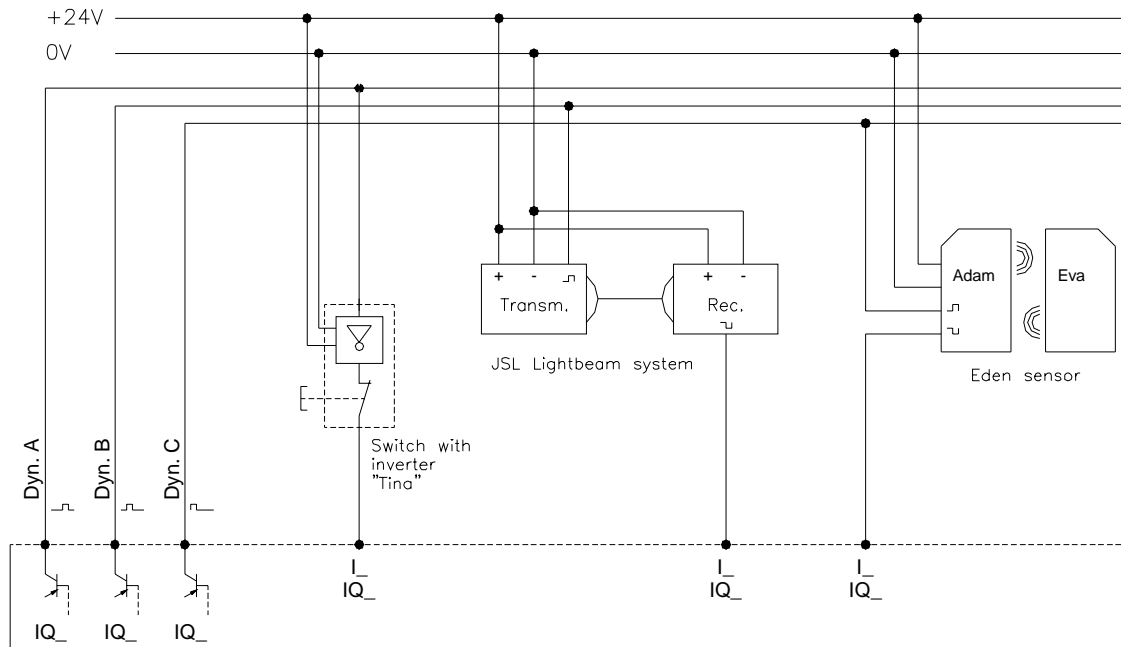 +24V
0V
Adam
Eva
+ -
Transm.
+ -
Rec.
JSL Lightbeam system
Eden sensor
Switch with
inverter
"Tina"
Dyn. A
Dyn. B
Dyn. C
I_
IQ_
I_
IQ_
I_
IQ_
IQ_
IQ_
IQ_